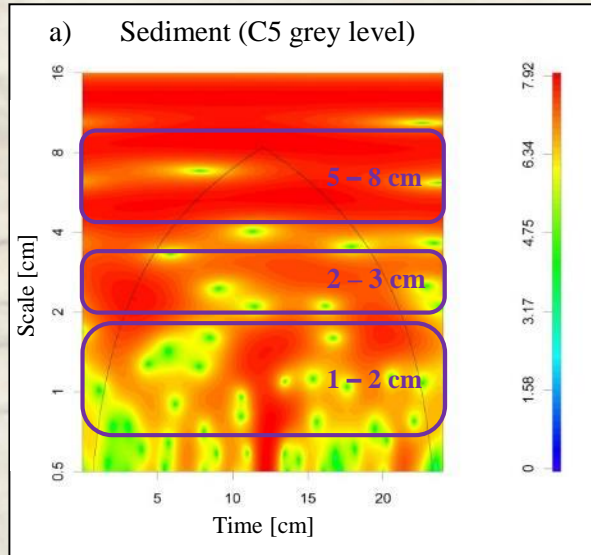 a) Sediment (C5 grey level)
16
8
4
2
1
0.5
Scale [cm]
5 – 8 cm
2 – 3 cm
1 – 2 cm
5
10
15
20
Time [cm]
7.92
6.34
4.75
3.17
1.58
0